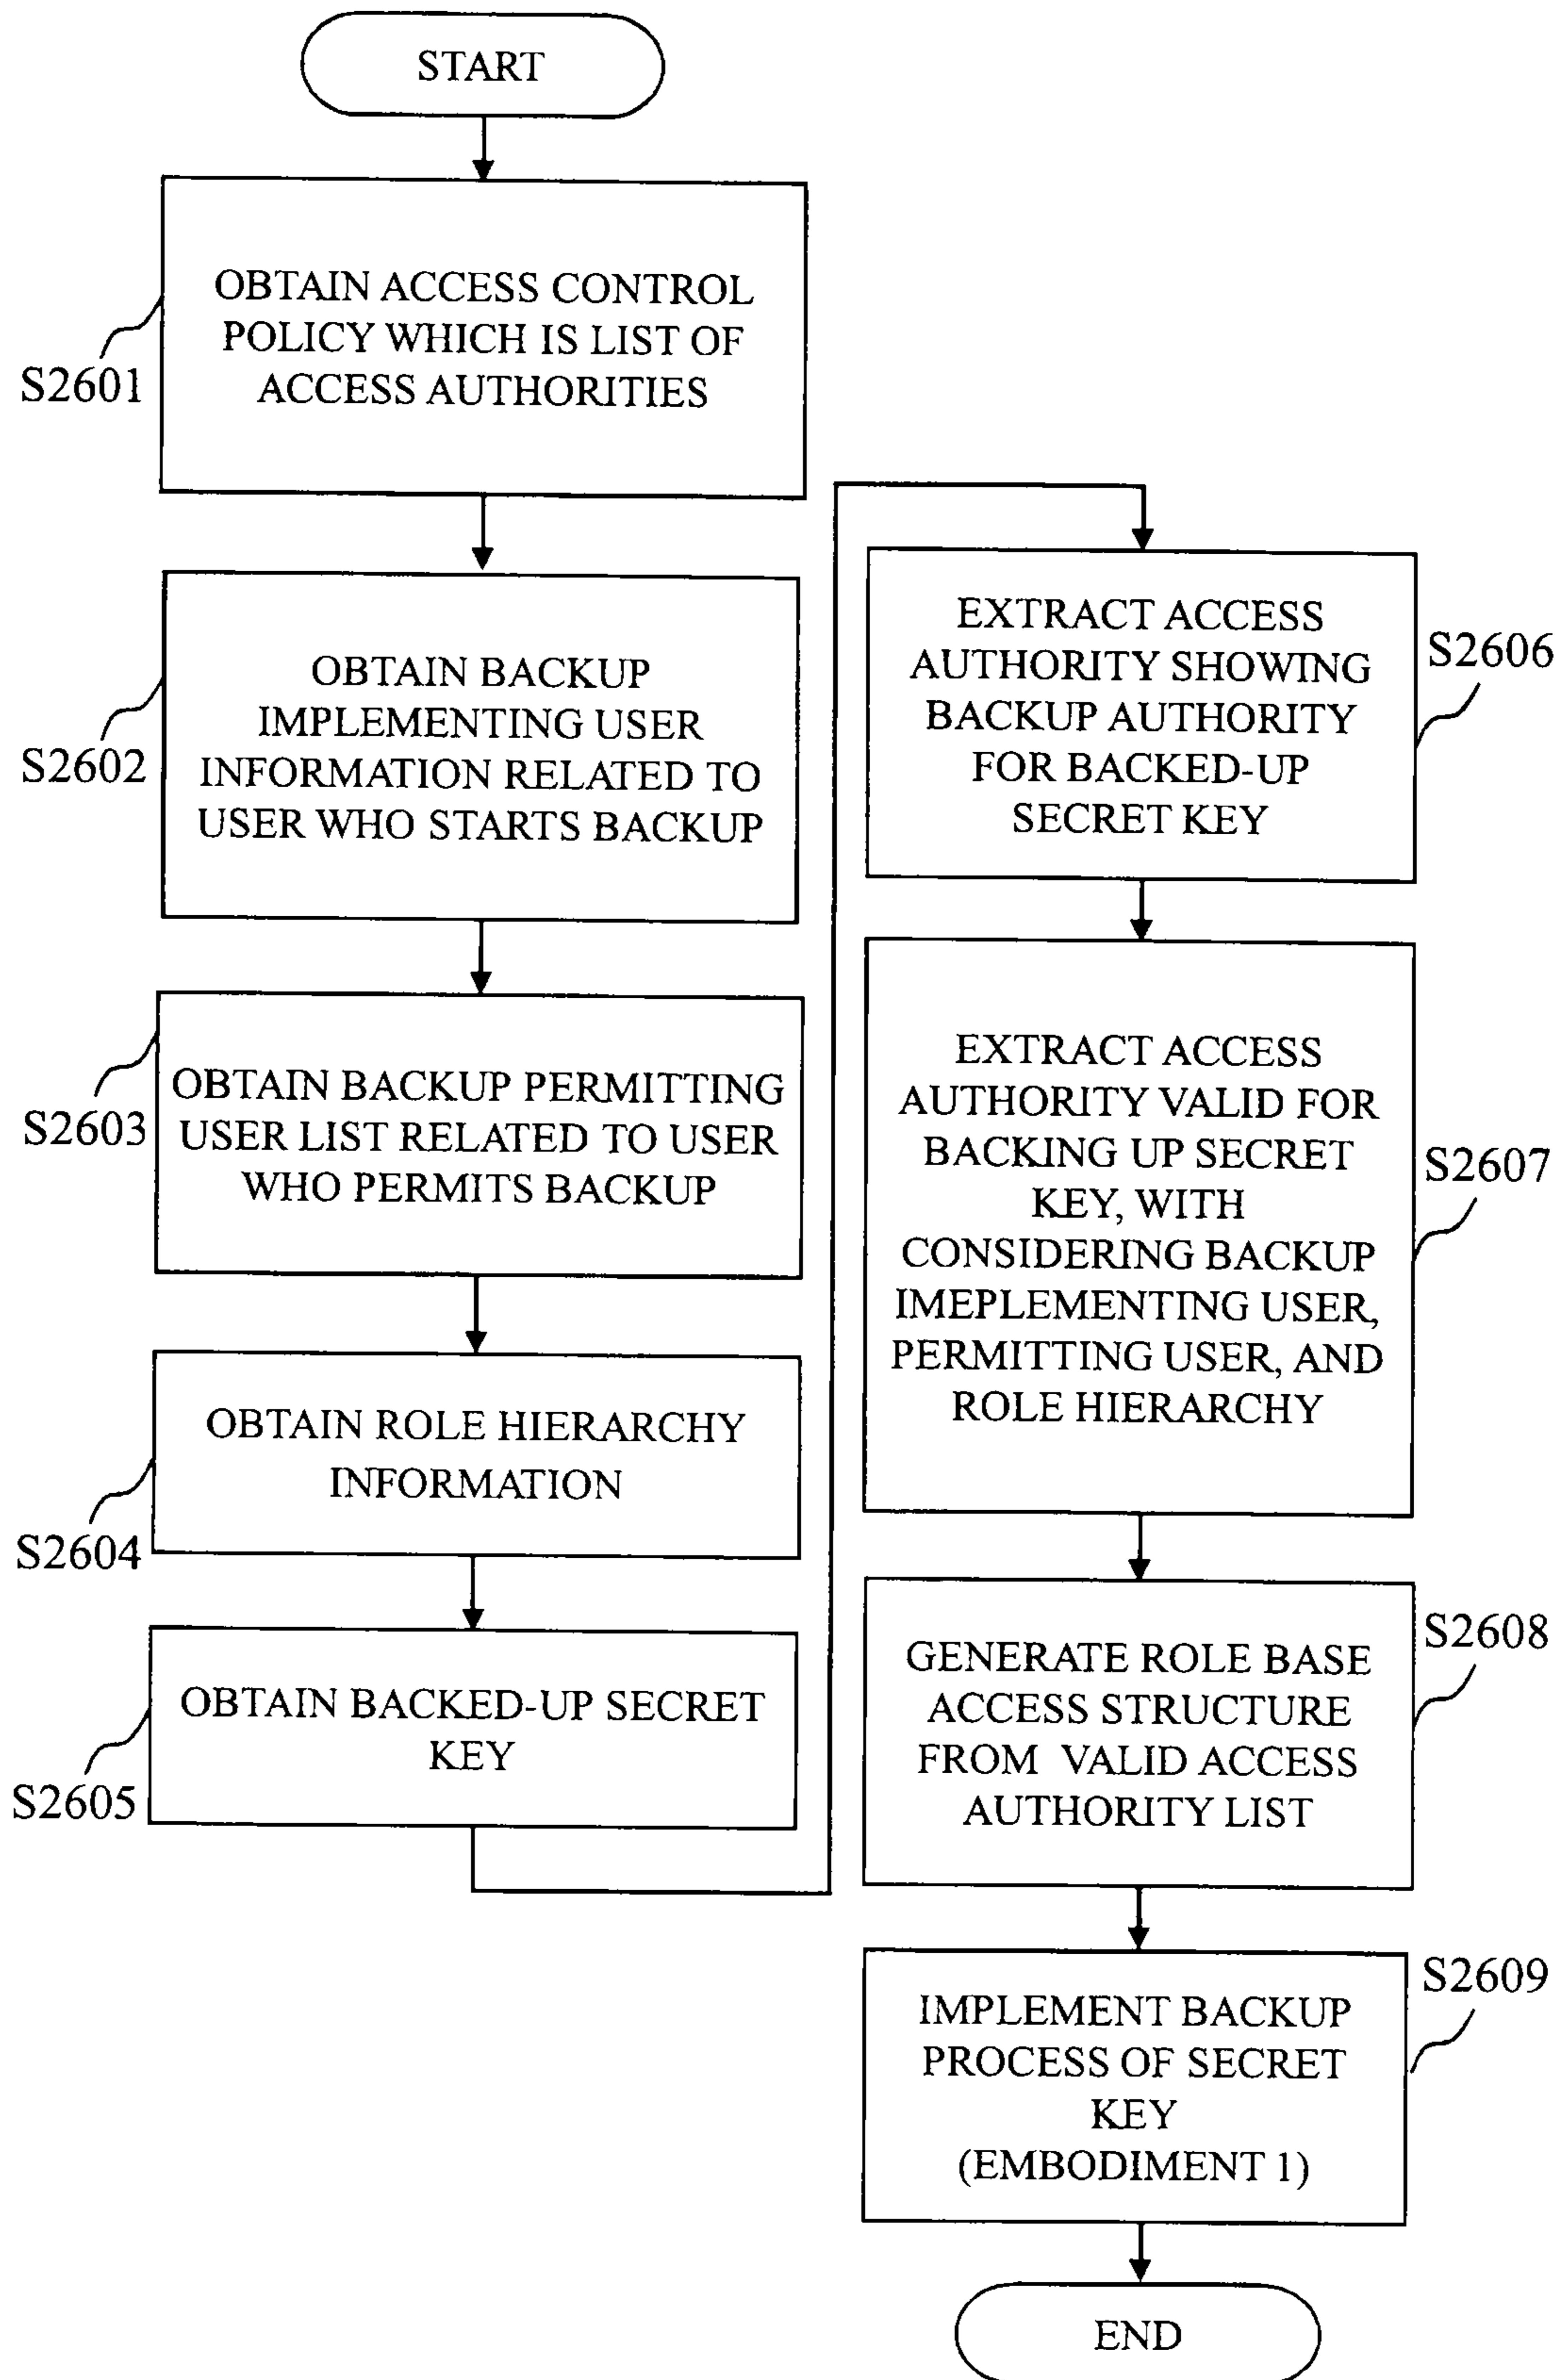 START
OBTAIN ACCESS CONTROL
POLICY WHICH IS LIST OF
ACCESS AUTHORITIES
S2601
OBTAIN BACKUP
IMPLEMENTING USER
INFORMATION RELATED TO
USER WHO STARTS BACKUP
S2602
OBTAIN BACKUP PERMITTING
USER LIST RELATED TO USER
WHO PERMITS BACKUP
S2603
OBTAIN ROLE HIERARCHY
INFORMATION
S2604
OBTAIN BACKED-UP SECRET
KEY
S2605
EXTRACT ACCESS
AUTHORITY SHOWING
BACKUP AUTHORITY
FOR BACKED-UP
SECRET KEY
S2606
EXTRACT ACCESS
AUTHORITY VALID FOR
BACKING UP SECRET
KEY, WITH
CONSIDERING BACKUP
IMEPLEMENTING USER,
PERMITTING USER, AND
ROLE HIERARCHY
S2607
GENERATE ROLE BASE
ACCESS STRUCTURE
FROM VALID ACCESS
AUTHORITY LIST
S2608
IMPLEMENT BACKUP
PROCESS OF SECRET
KEY
(EMBODIMENT 1)
S2609
END